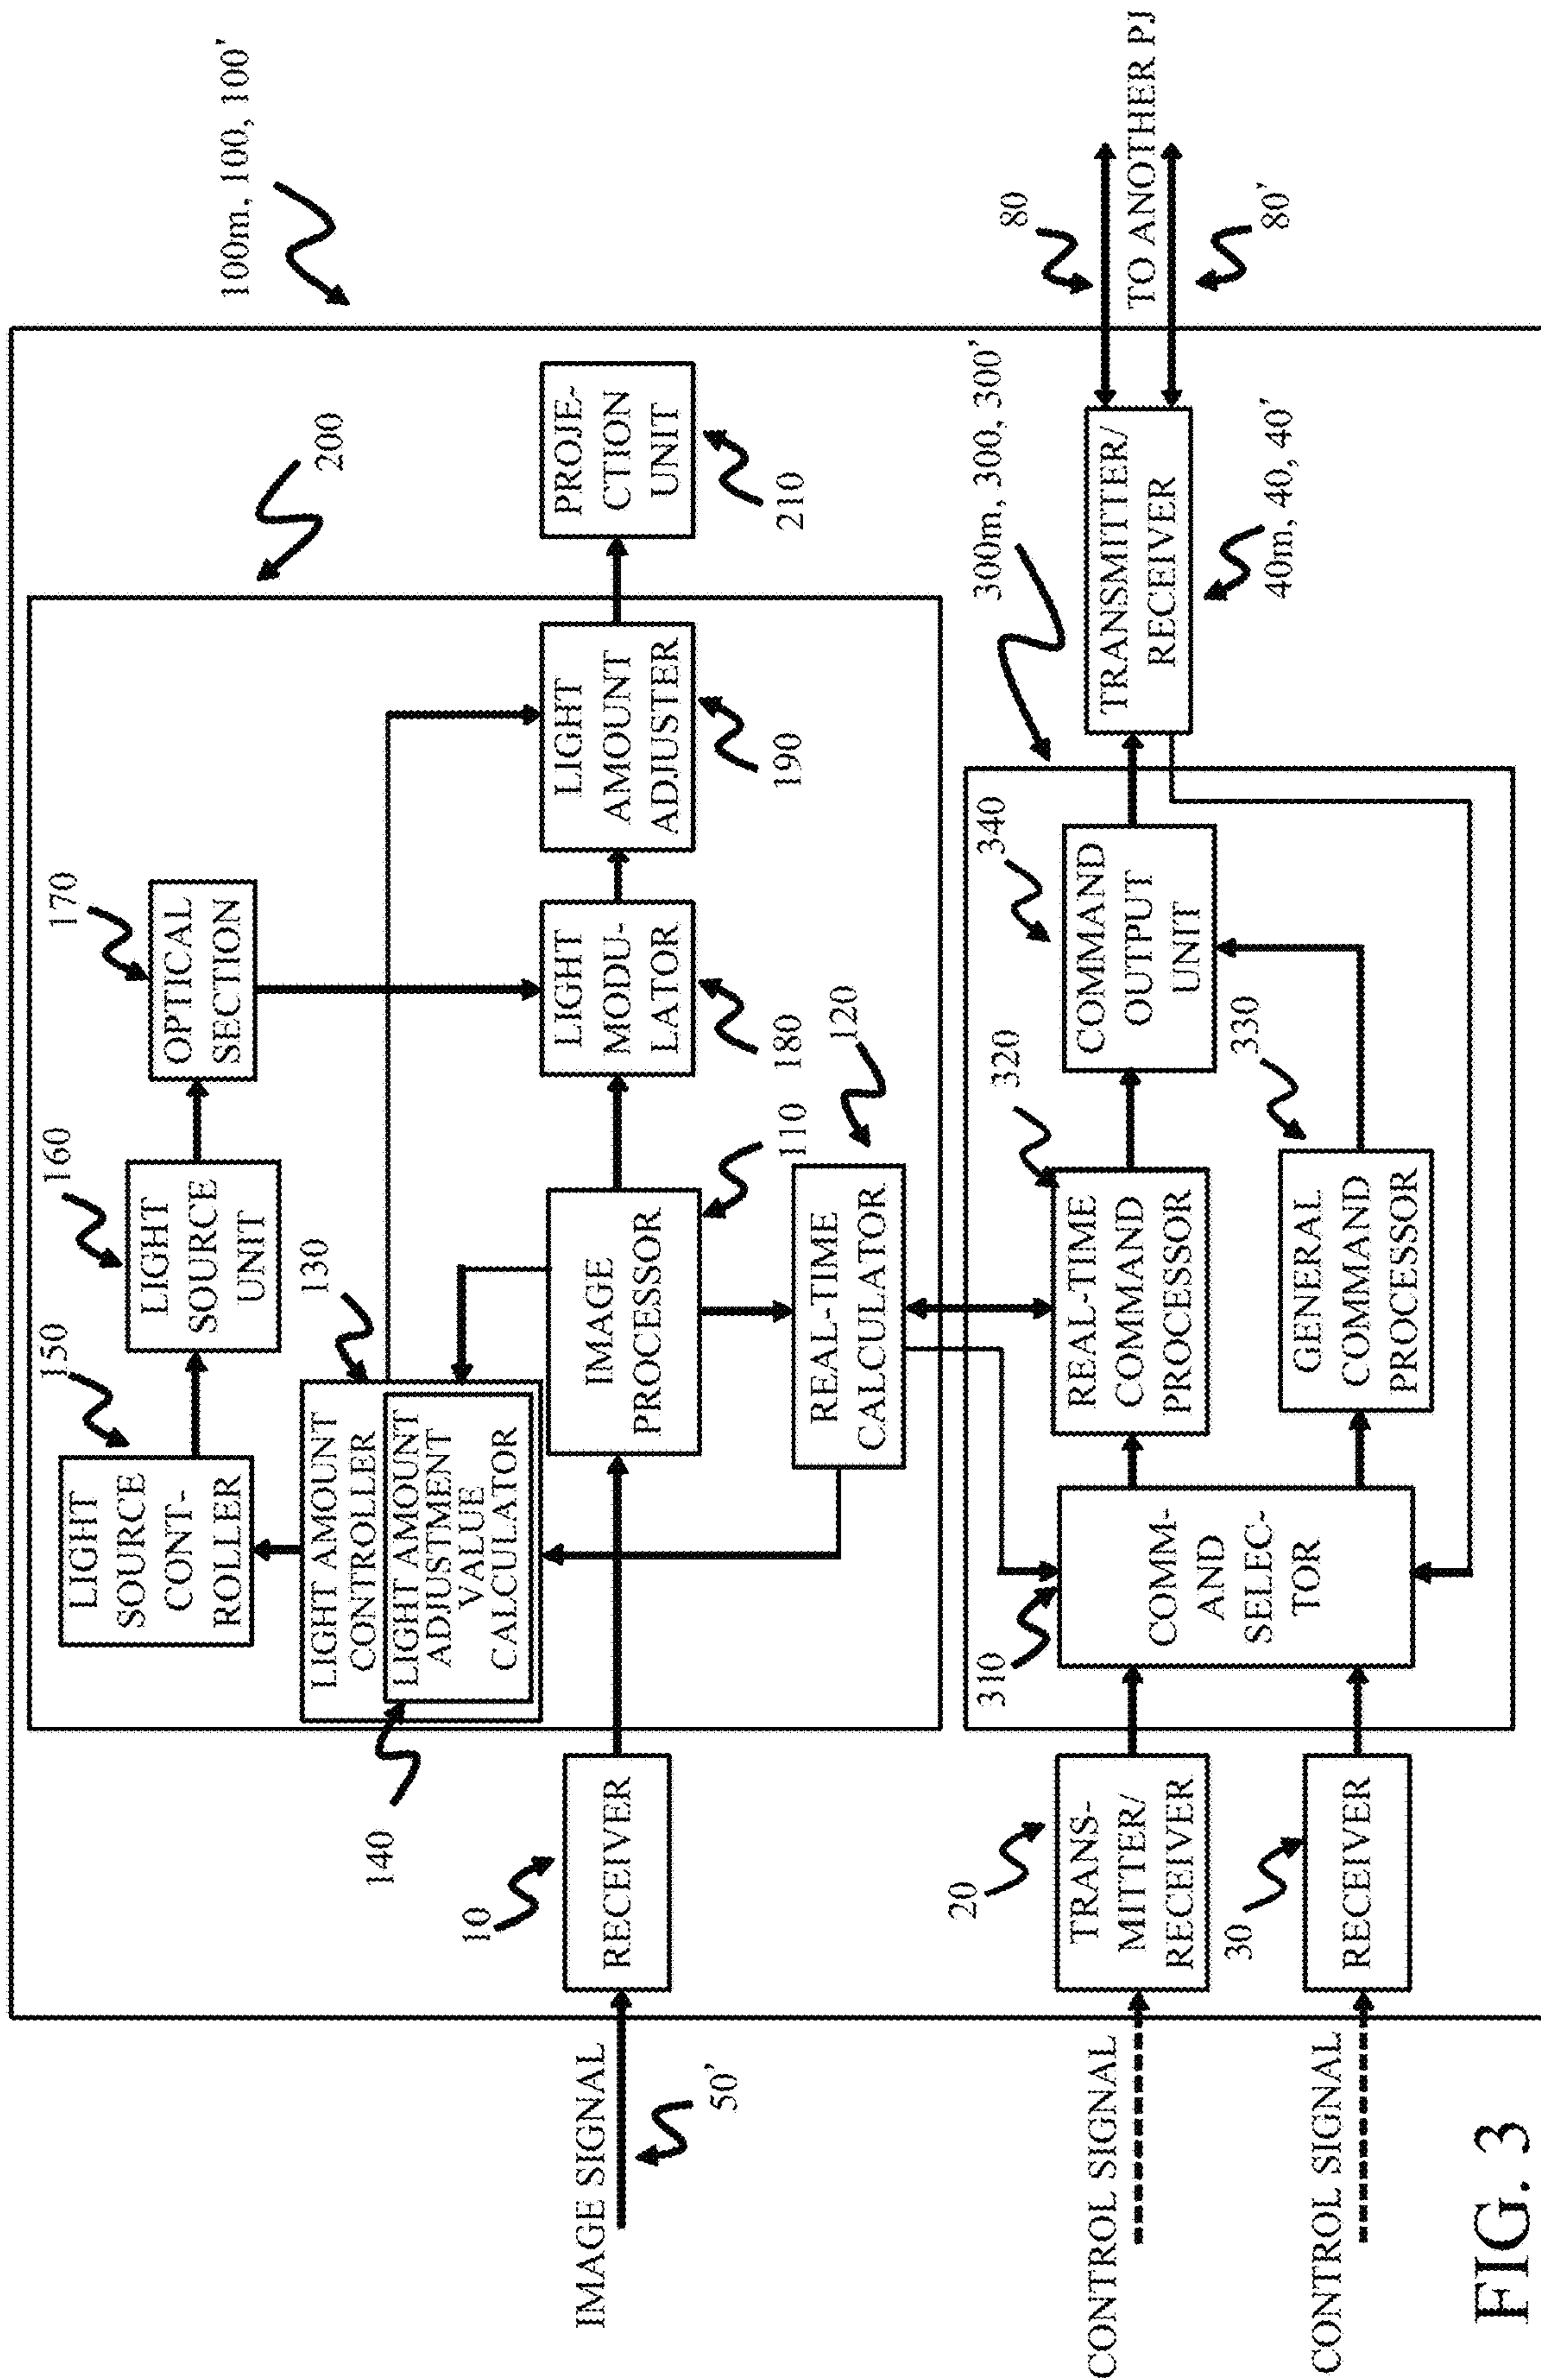 100m, 100, 100'
200
150
160
170
LIGHT
SOURCE
CONT-
ROLLER
LIGHT
SOURCE
UNIT
OPTICAL
SECTION
130
LIGHT AMOUNT
CONTROLLER
LIGHT AMOUNT
ADJUSTMENT
VALUE
CALCULATOR
140
10
IMAGE SIGNAL
50'
RECEIVER
IMAGE
PROCESSOR
110
LIGHT
MODU-
LATOR
180
LIGHT
AMOUNT
ADJUSTER
190
PROJE-
CTION
UNIT
210
REAL-TIME
CALCULATOR
120
300m, 300, 300'
20
CONTROL SIGNAL
TRANS-
MITTER/
RECEIVER
30
CONTROL SIGNAL
RECEIVER
310
COMM-
AND
SELEC-
TOR
320
REAL-TIME
COMMAND
PROCESSOR
330
GENERAL
COMMAND
PROCESSOR
340
COMMAND
OUTPUT
UNIT
TRANSMITTER/
RECEIVER
40m, 40, 40'
80
TO ANOTHER PJ
80'
FIG. 3